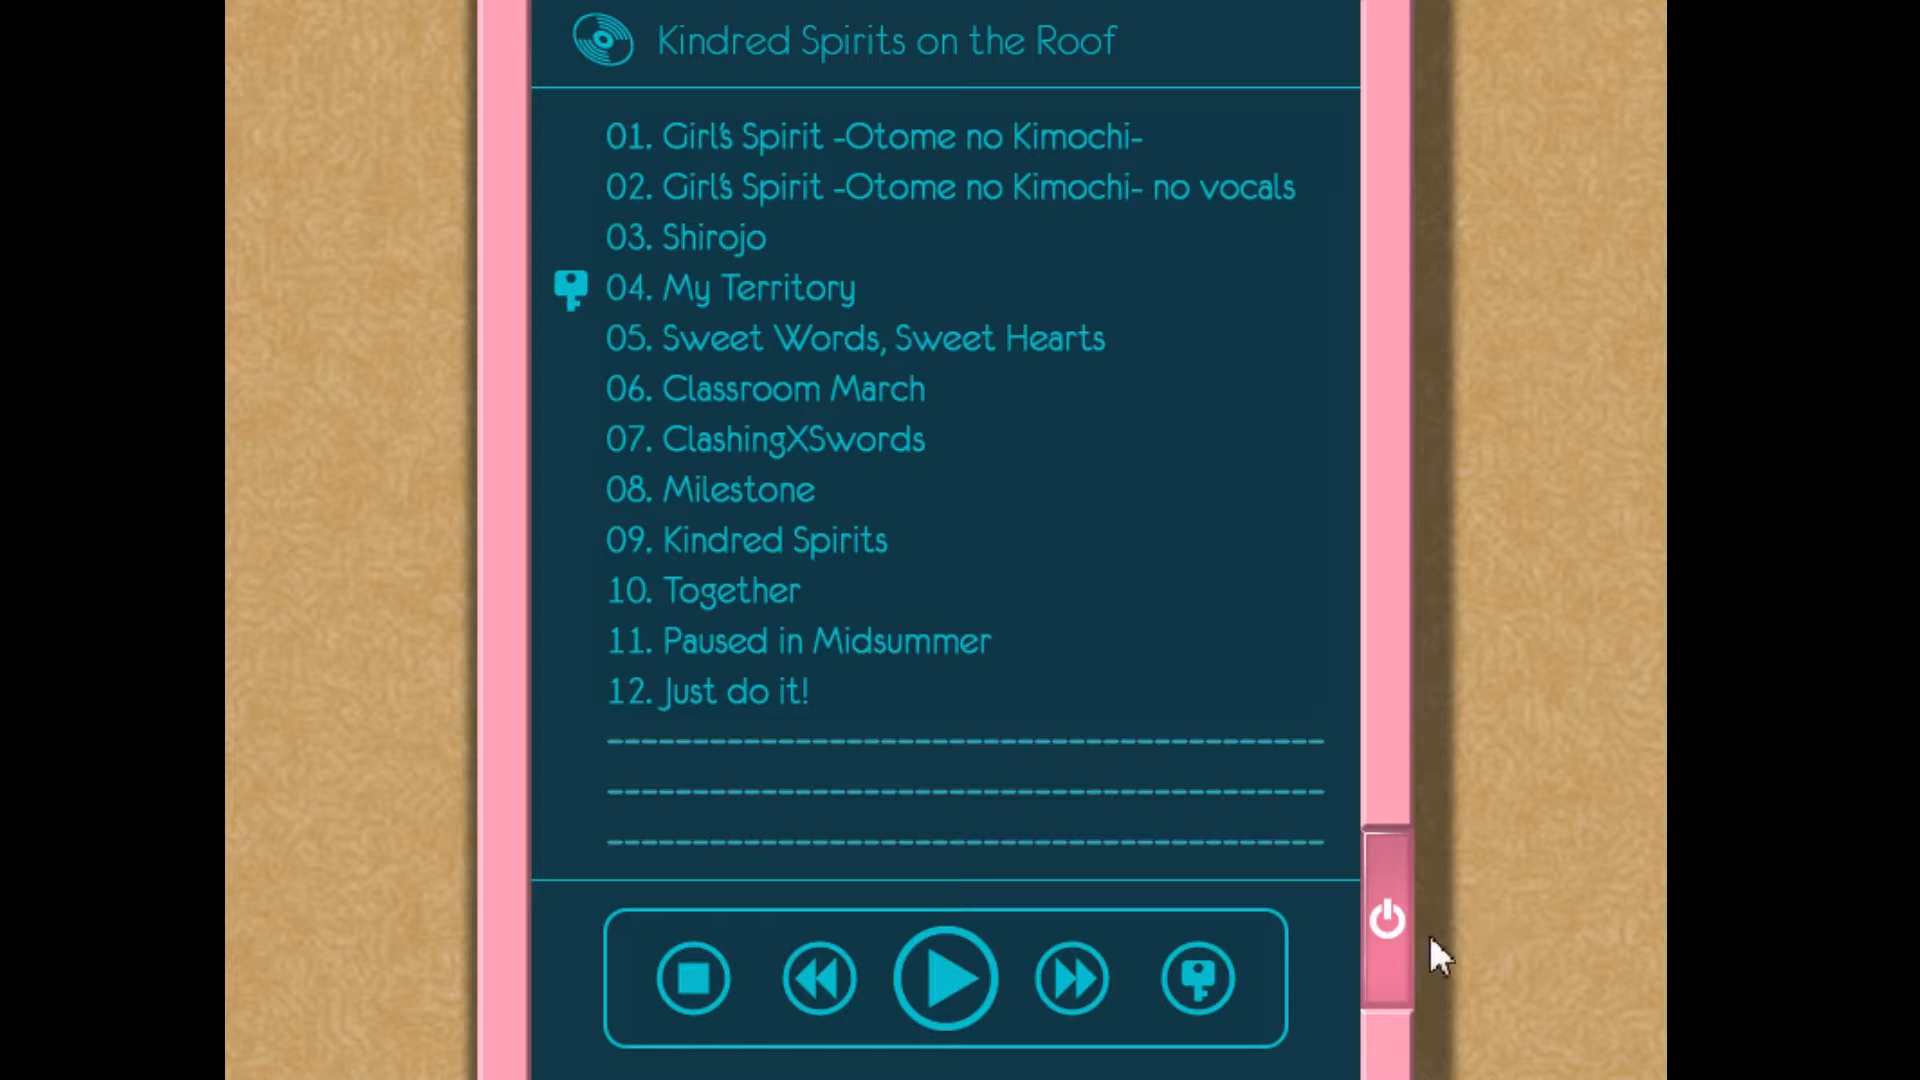 Kindred Spirits on the Roof
01. Girl's Spirit -Otome no Kimochi-
02. Girl's Spirit -Otome no Kimochi- no vocals
03. Shirojo
04. My Territory
05. Sweet Words, Sweet Hearts
06. Classroom March
07. ClashingXSwords
08. Milestone
09. Kindred Spirits
10. Together
11. Paused in Midsummer
12. Just do it!